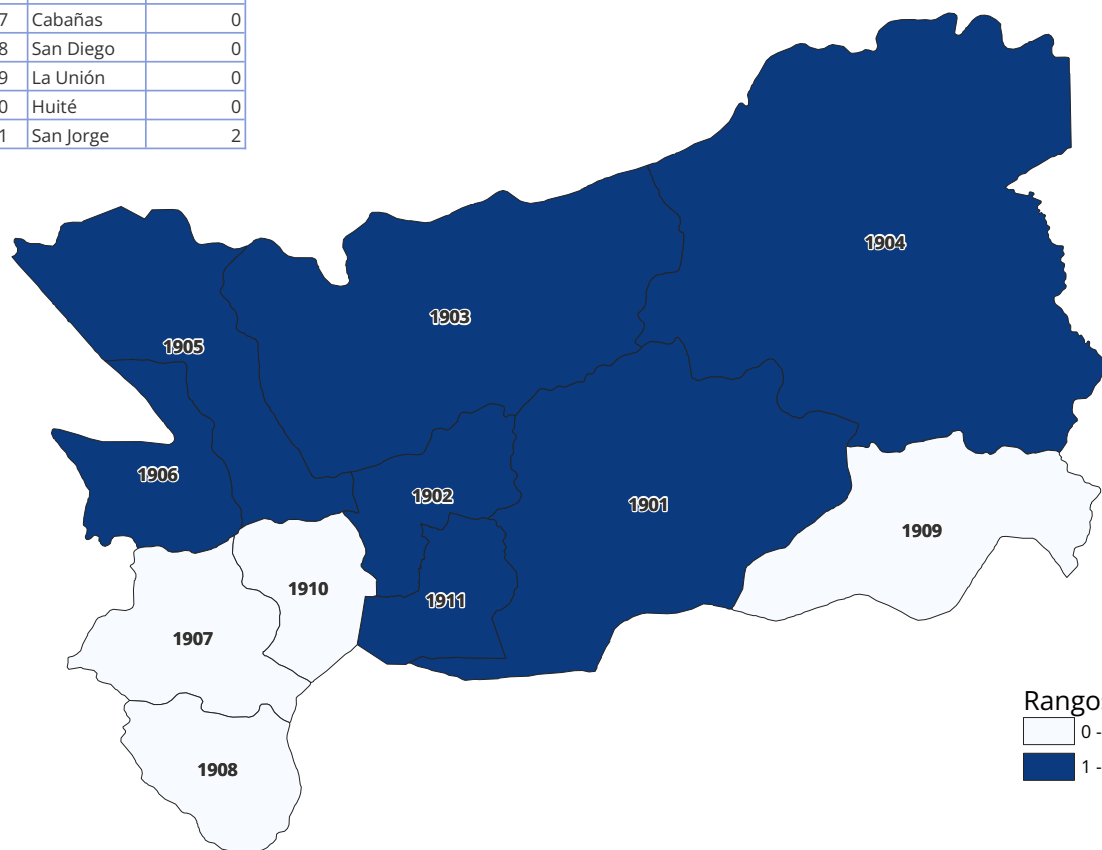 7 Cabañas 0
8 San Diego 0
9 La Unión 0
0 Huité 0
1 San Jorge 2
1904
1903
1905
1906
1902
1901
1909
1910
1911
1907
1908
Rango
0 -
1 -